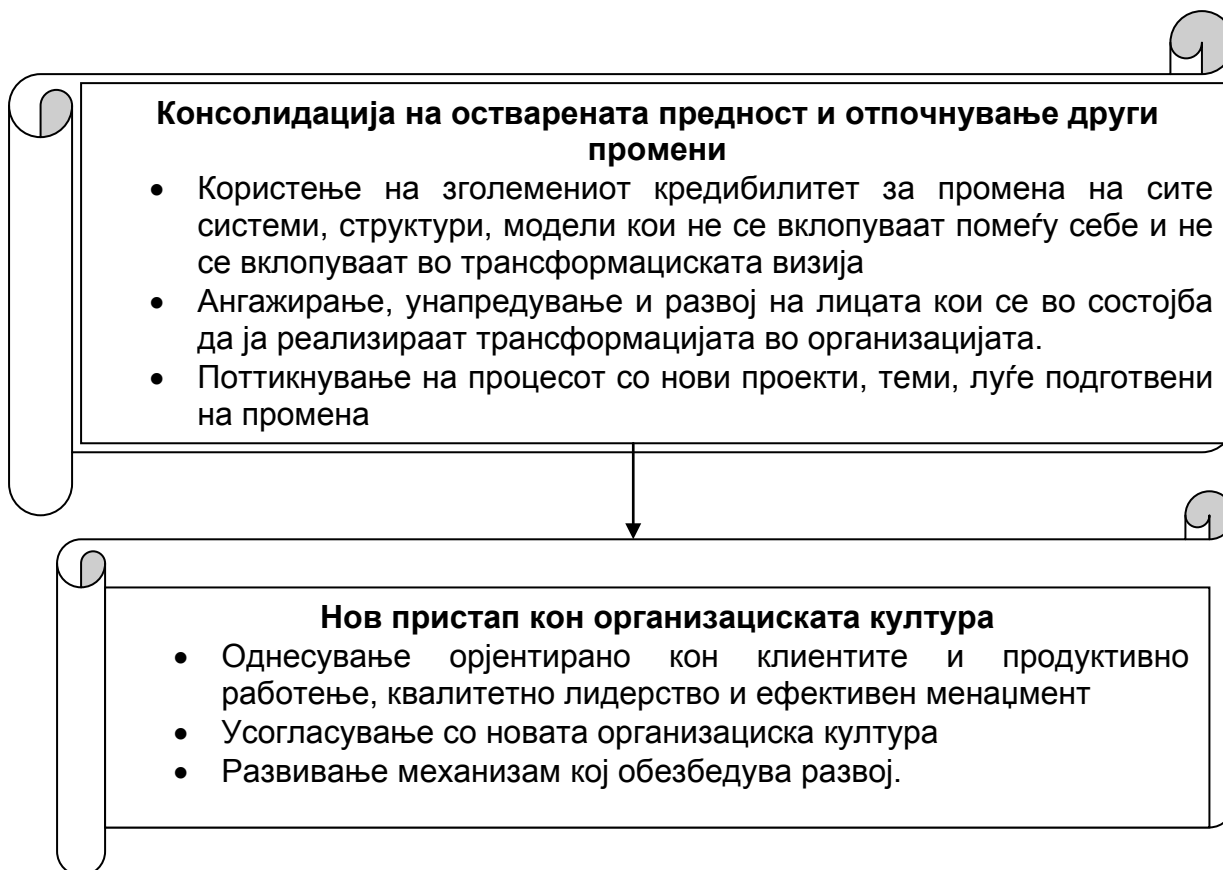 Консолидација на остварената предност и отпочнување други
промени
• Користење на зголемениот кредибилитет за промена на сите
системи, структури, модели кои не се вклопуваат помеѓу себе и не
се вклопуваат во трансформациската визија
• Ангажирање, унапредување и развој на лицата кои се во состојба
да ја реализираат трансформацијата во организацијата.
• Поттикнување на процесот со нови проекти, теми, луѓе подготвени
на промена
Нов пристап кон организациската култура
• Однесување орјентирано кон клиентите и продуктивно
работење, квалитетно лидерство и ефективен менаџмент
• Усогласување со новата организациска култура
• Развивање механизам кој обезбедува развој.